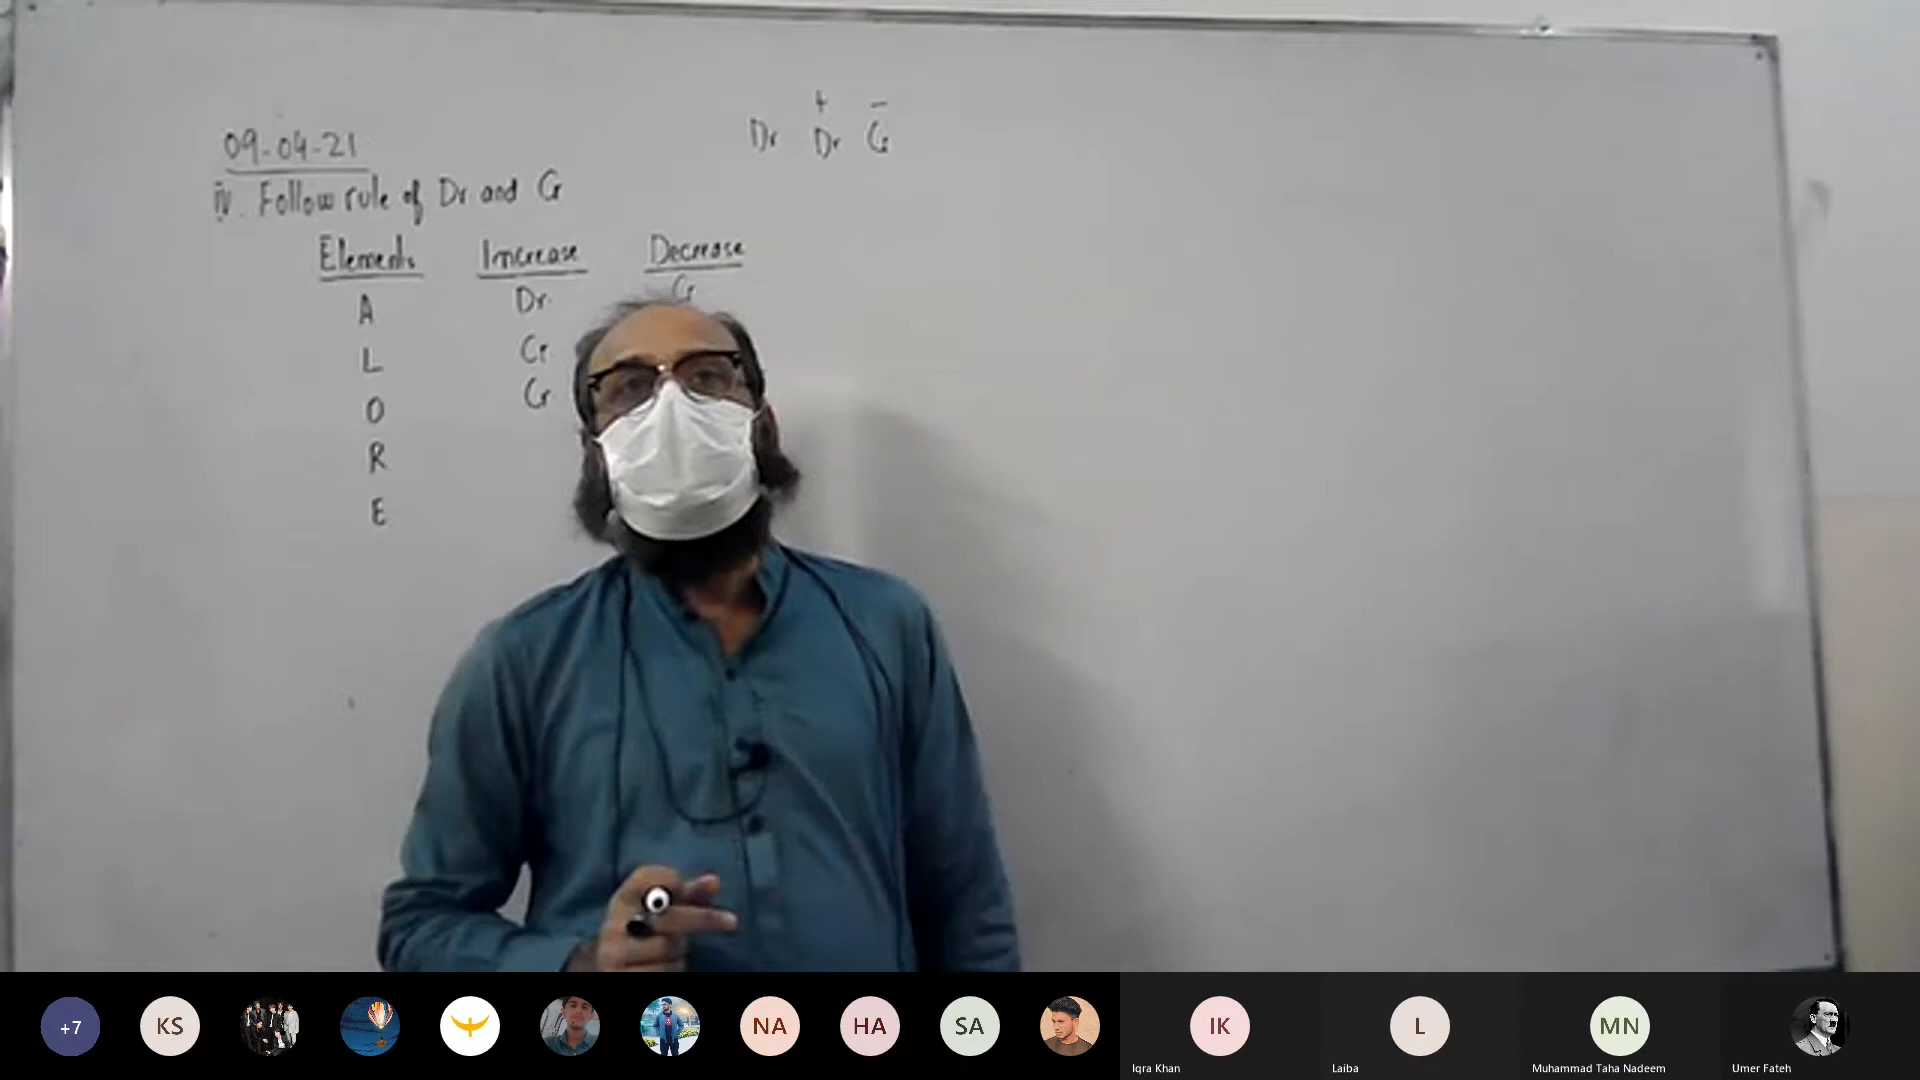 + -
Dr Dr Cr
09-04-21
iv. Follow rule of Dr and Cr
Elements Increase Decrease
A Dr Cr
L Cr
O Cr
R
E
+7 KS NA HA SA IK L MN
Iqra Khan Laiba Muhammad Taha Nadeem Umer Fateh